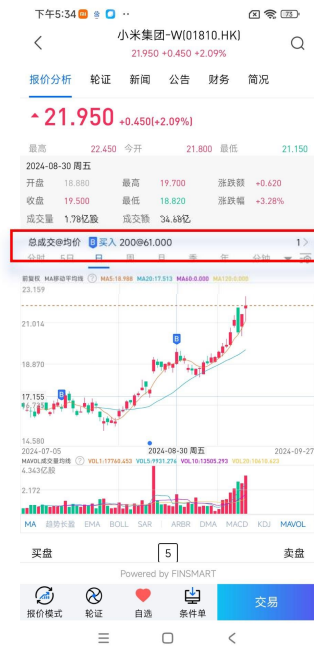 下午5:34
73
小米集团-W(01810.HK)
21.950 +0.450 +2.09%
报价分析 轮证 新闻 公告 财务 简况
21.950 +0.450(+2.09%)
最高 22.450 今开 21.800 最低 21.150
2024-08-30 周五
开盘 18.880 最高 19.700 涨跌额 +0.620
收盘 19.500 最低 18.820 涨跌幅 +3.28%
成交量 1.78亿股 成交额 34.68亿
总成交@均价 B 买入 200@61.000 1
分时 5日 日 周 月 季 年 分钟
前复权 MA移动平均线 MA5:18.988 MA20:17.513 MA60:0.000 MA120:0.000
23.159
21.014
B
18.870
17.155
B
14.580
2024-07-05 2024-08-30 周五 2024-09-27
MAVOL成交量均线 VOL1:17760.453 VOL5:9931.276 VOL10:13505.293
4.343亿股
2.172
MA 趋势长盈 EMA BOLL SAR ARBR DMA MACD KDJ MAVOL
买盘 5 卖盘
Powered by FINSMART
报价模式 轮证 自选 条件单 交易